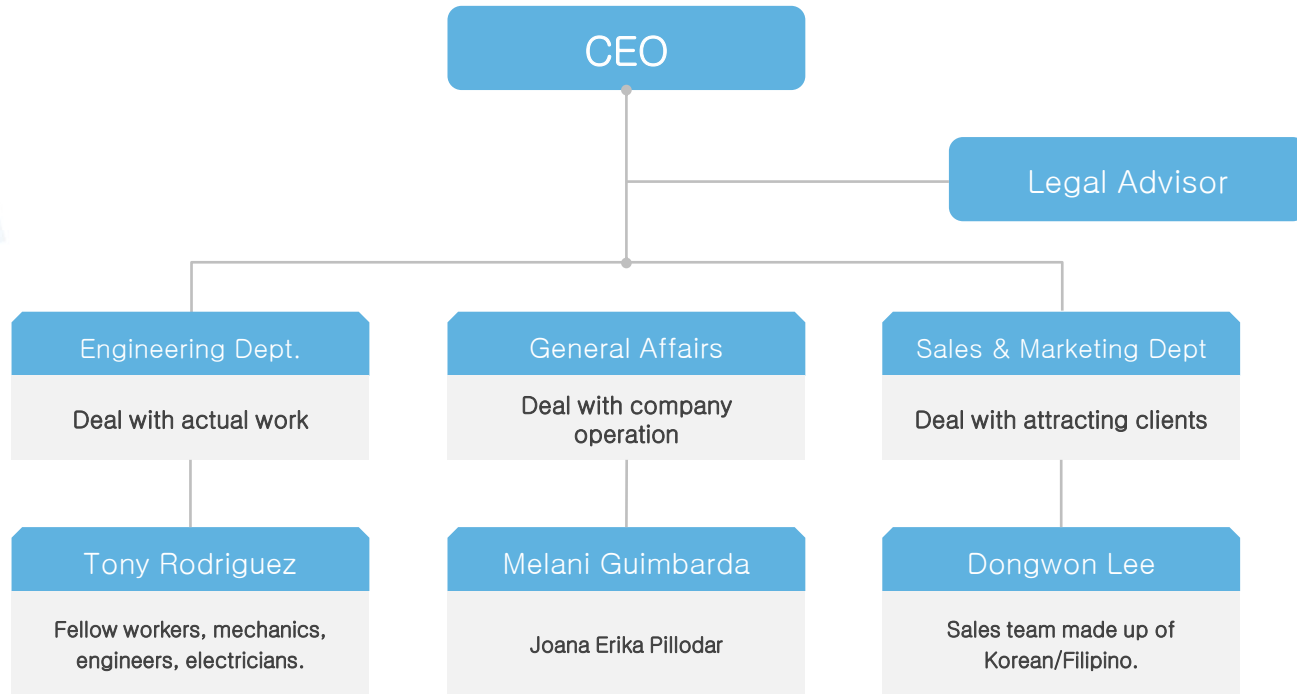 CEO
Legal Advisor
Engineering Dept.
Deal with actual work
General Affairs
Deal with company
operation
Sales & Marketing Dept
Deal with attracting clients
Tony Rodriguez
Fellow workers, mechanics,
engineers, electricians.
Melani Guimbarda
Joana Erika Pillodar
Dongwon Lee
Sales team made up of
Korean/Filipino.